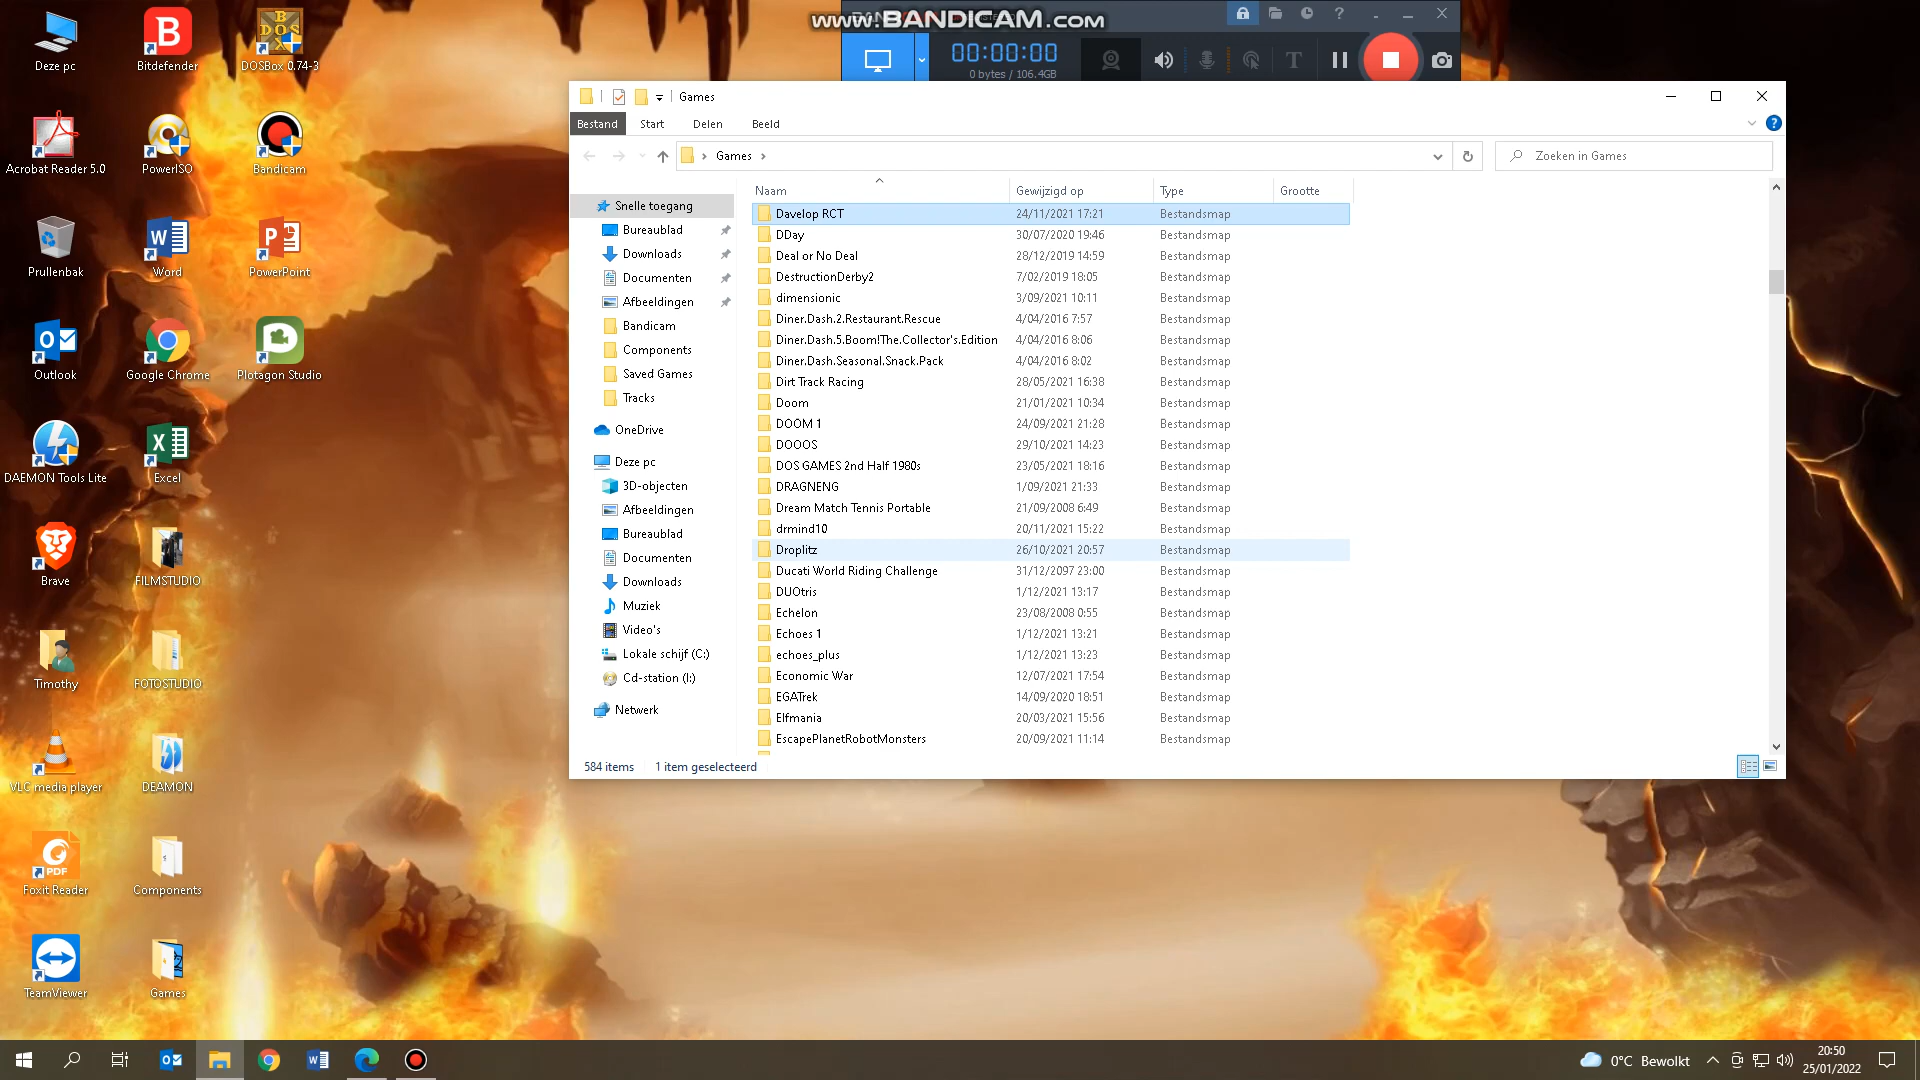 Deze pc
Bitdefender
DOSBox 0.74-3
Acrobat Reader 5.0
PowerISO
Bandicam
Prullenbak
Word
PowerPoint
Outlook
Google Chrome
Plotagon Studio
DAEMON Tools Lite
Excel
Brave
FILMSTUDIO
Timothy
FOTOSTUDIO
VLC media player
DEAMON
Foxit Reader
Components
TeamViewer
Games
www.BANDICAM.com
00:00:00
0 bytes / 106.4GB
Games
Bestand Start Delen Beeld
Games
Zoeken in Games
Snelle toegang
Bureaublad
Downloads
Documenten
Afbeeldingen
Bandicam
Components
Saved Games
Tracks
OneDrive
Deze pc
3D-objecten
Afbeeldingen
Bureaublad
Documenten
Downloads
Muziek
Video's
Lokale schijf (C:)
Cd-station (I:)
Netwerk
Naam Gewijzigd op Type Grootte
Davelop RCT 24/11/2021 17:21 Bestandsmap
DDay 30/07/2020 19:46 Bestandsmap
Deal or No Deal 28/12/2019 14:59 Bestandsmap
DestructionDerby2 7/02/2019 18:05 Bestandsmap
dimensionic 3/09/2021 10:11 Bestandsmap
Diner.Dash.2.Restaurant.Rescue 4/04/2016 7:57 Bestandsmap
Diner.Dash.5.Boom!The.Collector's.Edition 4/04/2016 8:06 Bestandsmap
Diner.Dash.Seasonal.Snack.Pack 4/04/2016 8:02 Bestandsmap
Dirt Track Racing 28/05/2021 16:38 Bestandsmap
Doom 21/01/2021 10:34 Bestandsmap
DOOM 1 24/09/2021 21:28 Bestandsmap
DOOOS 29/10/2021 14:23 Bestandsmap
DOS GAMES 2nd Half 1980s 23/05/2021 18:16 Bestandsmap
DRAGNENG 1/09/2021 21:33 Bestandsmap
Dream Match Tennis Portable 21/09/2008 6:49 Bestandsmap
drmind10 20/11/2021 15:22 Bestandsmap
Droplitz 26/10/2021 20:57 Bestandsmap
Ducati World Riding Challenge 31/12/2097 23:00 Bestandsmap
DUOtris 1/12/2021 13:17 Bestandsmap
Echelon 23/08/2008 0:55 Bestandsmap
Echoes 1 1/12/2021 13:21 Bestandsmap
echoes_plus 1/12/2021 13:23 Bestandsmap
Economic War 12/07/2021 17:54 Bestandsmap
EGATrek 14/09/2020 18:51 Bestandsmap
Elfmania 20/03/2021 15:56 Bestandsmap
EscapePlanetRobotMonsters 20/09/2021 11:14 Bestandsmap
584 items 1 item geselecteerd
0°C Bewolkt
20:50
25/01/2022